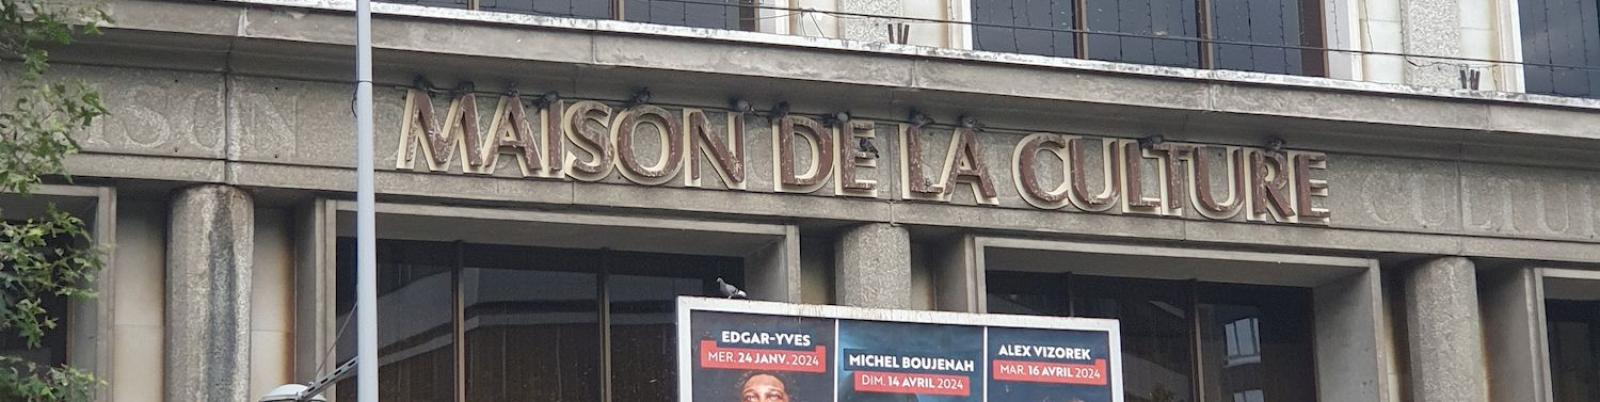 MAISON DE LA CULTURE
EDGAR-YVES
MER. 24 JANV. 2024
MICHEL BOUJENAH
DIM. 14 AVRIL 2024
ALEX VIZOREK
MAR. 16 AVRIL 2024